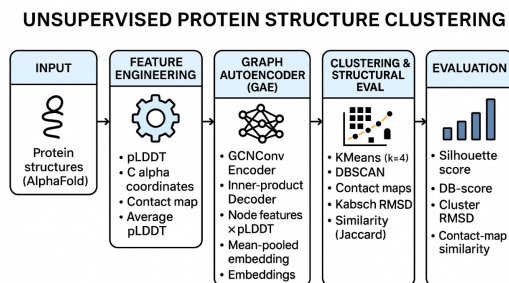 UNSUPERVISED PROTEIN STRUCTURE CLUSTERING
INPUT
Protein
structures
(AlphaFold)
FEATURE
ENGINEERING
• pLDDT
• C alpha
coordinates
• Contact map
• Average
pLDDT
GRAPH
AUTOENCODER
(GAE)
• GCNConv
Encoder
• Inner-product
Decoder
• Node features
× pLDDT
• Mean-pooled
embedding
• Embeddings
CLUSTERING &
STRUCTURAL
EVAL
• KMeans (k=4)
• DBSCAN
• Contact maps
• Kabsch RMSD
• Similarity
(Jaccard)
EVALUATION
• Silhouette
score
• DB-score
• Cluster
RMSD
• Contact-map
similarity